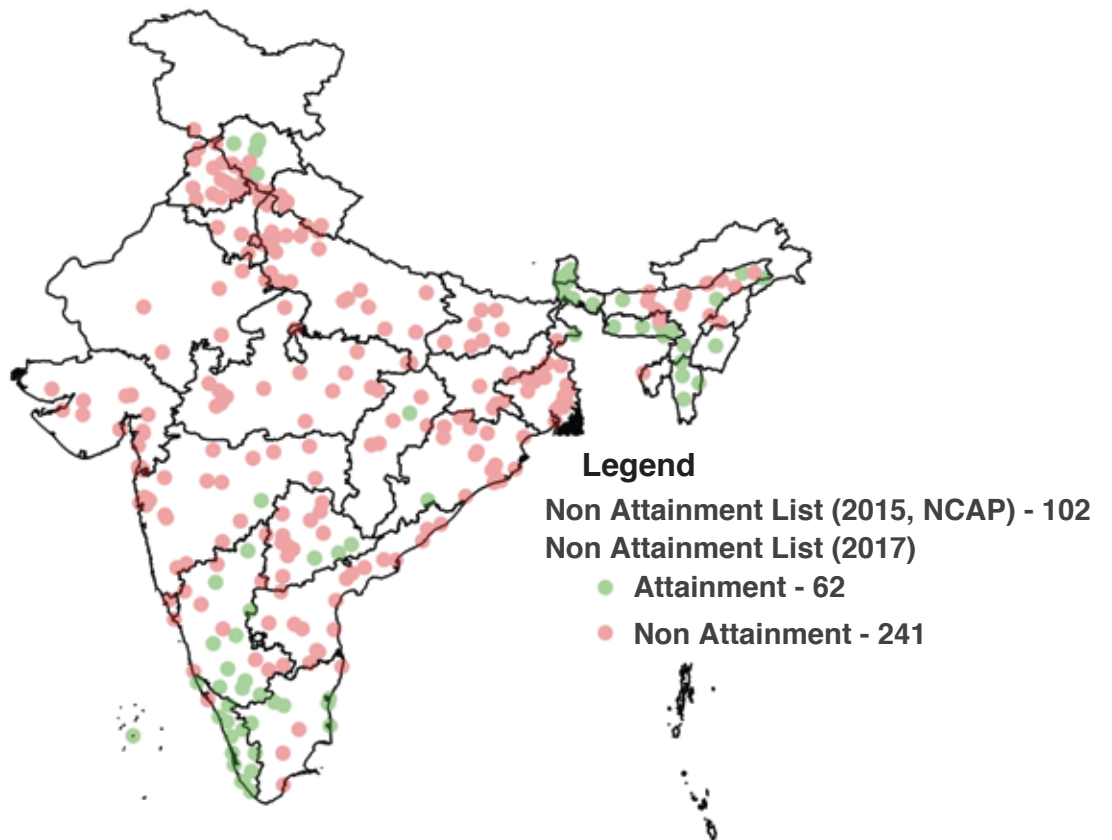 Legend
Non Attainment List (2015, NCAP) - 102
Non Attainment List (2017)
Attainment - 62
Non Attainment - 241